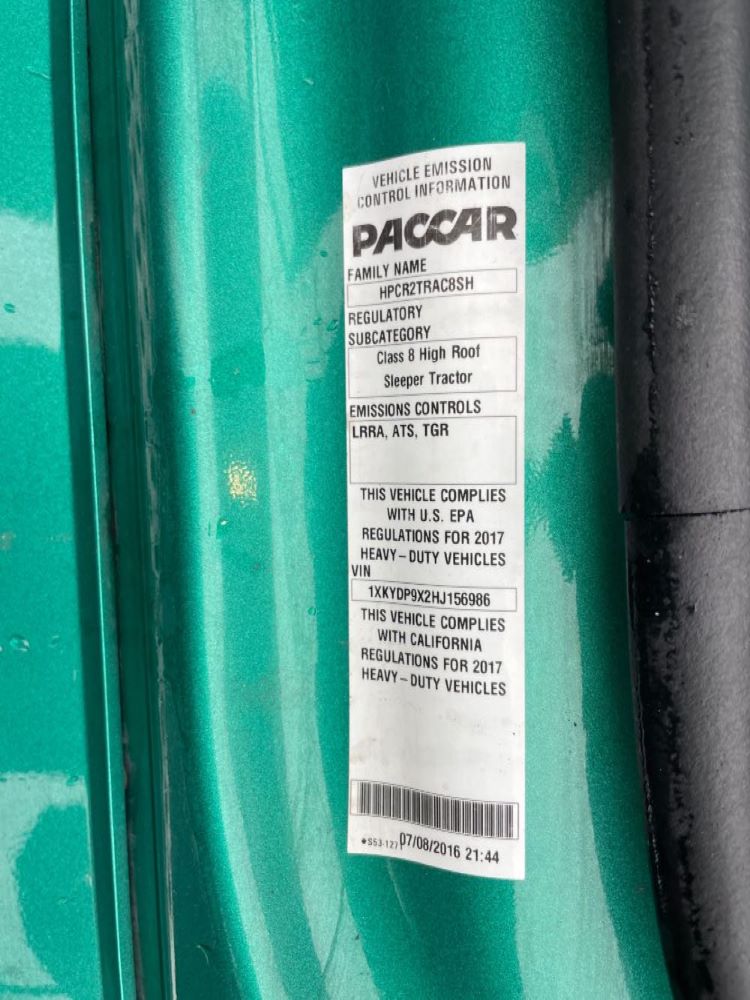 VEHICLE EMISSION
CONTROL INFORMATION
PACCAR
FAMILY NAME
HPCR2TRAC8SH
REGULATORY
SUBCATEGORY
Class 8 High Roof
Sleeper Tractor
EMISSIONS CONTROLS
LRRA, ATS, TGR
THIS VEHICLE COMPLIES
WITH U.S. EPA
REGULATIONS FOR 2017
HEAVY-DUTY VEHICLES
VIN
1XKYDP9X2HJ156986
THIS VEHICLE COMPLIES
WITH CALIFORNIA
REGULATIONS FOR 2017
HEAVY-DUTY VEHICLES
S53-127 07/08/2016 21:44